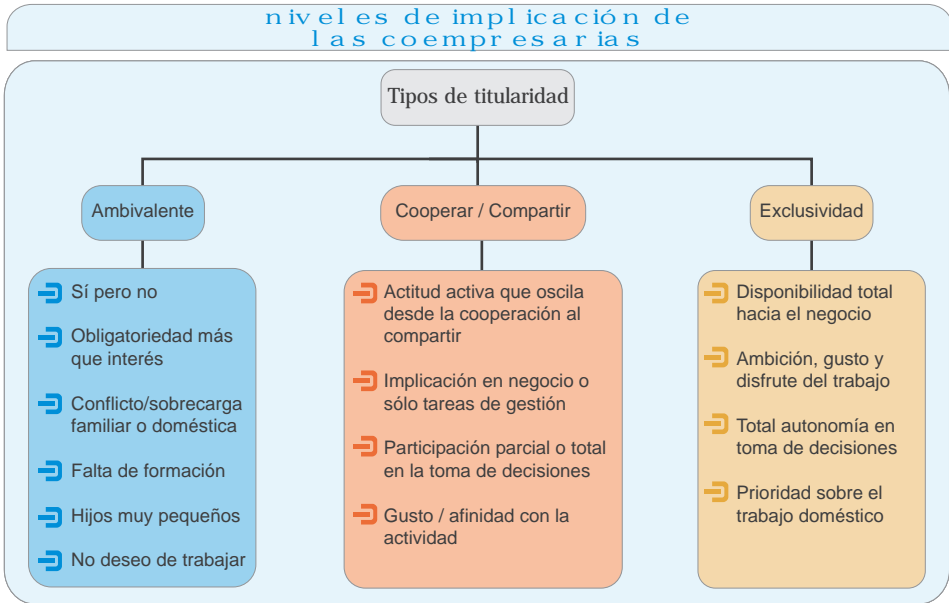 niveles de implicación de
las coempresarias
Tipos de titularidad
Ambivalente
Cooperar / Compartir
Exclusividad
Sí pero no
Obligatoriedad más
que interés
Conflicto/sobrecarga
familiar o doméstica
Falta de formación
Hijos muy pequeños
No deseo de trabajar
Actitud activa que oscila
desde la cooperación al
compartir
Implicación en negocio o
sólo tareas de gestión
Participación parcial o total
en la toma de decisiones
Gusto / afinidad con la
actividad
Disponibilidad total
hacia el negocio
Ambición, gusto y
disfrute del trabajo
Total autonomía en
toma de decisiones
Prioridad sobre el
trabajo doméstico